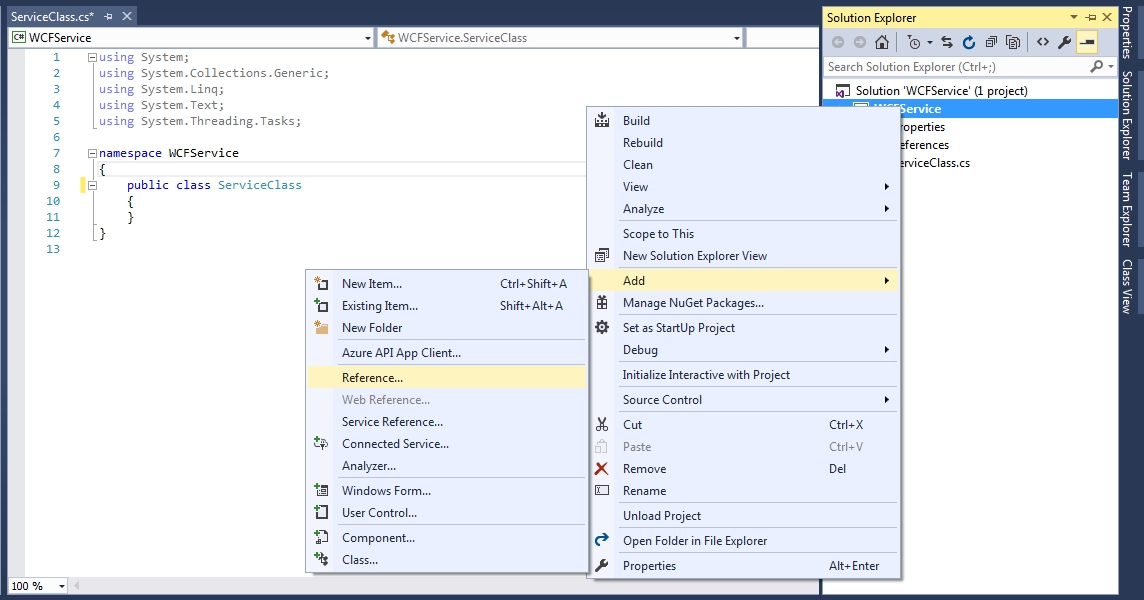 ServiceClass.cs*
C# WCFService
WCFService.ServiceClass
1 using System;
2 using System.Collections.Generic;
3 using System.Linq;
4 using System.Text;
5 using System.Threading.Tasks;
6
7 namespace WCFService
8 {
9 public class ServiceClass
10 {
11 }
12 }
13
100 %
New Item... Ctrl+Shift+A
Existing Item... Shift+Alt+A
New Folder
Azure API App Client...
Reference...
Web Reference...
Service Reference...
Connected Service...
Analyzer...
Windows Form...
User Control...
Component...
Class...
Build
Rebuild
Clean
View
Analyze
Scope to This
New Solution Explorer View
Add
Manage NuGet Packages...
Set as StartUp Project
Debug
Initialize Interactive with Project
Source Control
Cut Ctrl+X
Paste Ctrl+V
Remove Del
Rename
Unload Project
Open Folder in File Explorer
Properties Alt+Enter
Solution Explorer
Search Solution Explorer (Ctrl+;)
Solution 'WCFService' (1 project)
WCFService
roperties
eferences
erviceClass.cs
Properties
Solution Explorer
Team Explorer
Class View